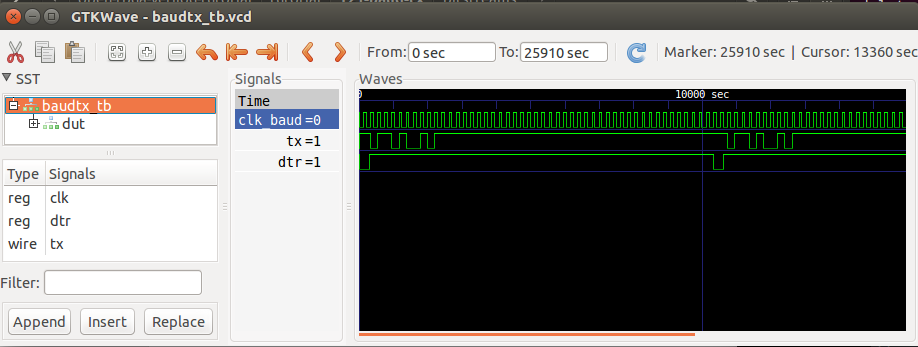 GTKWave - baudtx_tb.vcd
From: 0 sec To: 25910 sec Marker: 25910 sec | Cursor: 13360 sec
SST
baudtx_tb
dut
Type Signals
reg clk
reg dtr
wire tx
Filter:
Append Insert Replace
Signals
Time
clk_baud=0
tx=1
dtr=1
Waves
0 10000 sec